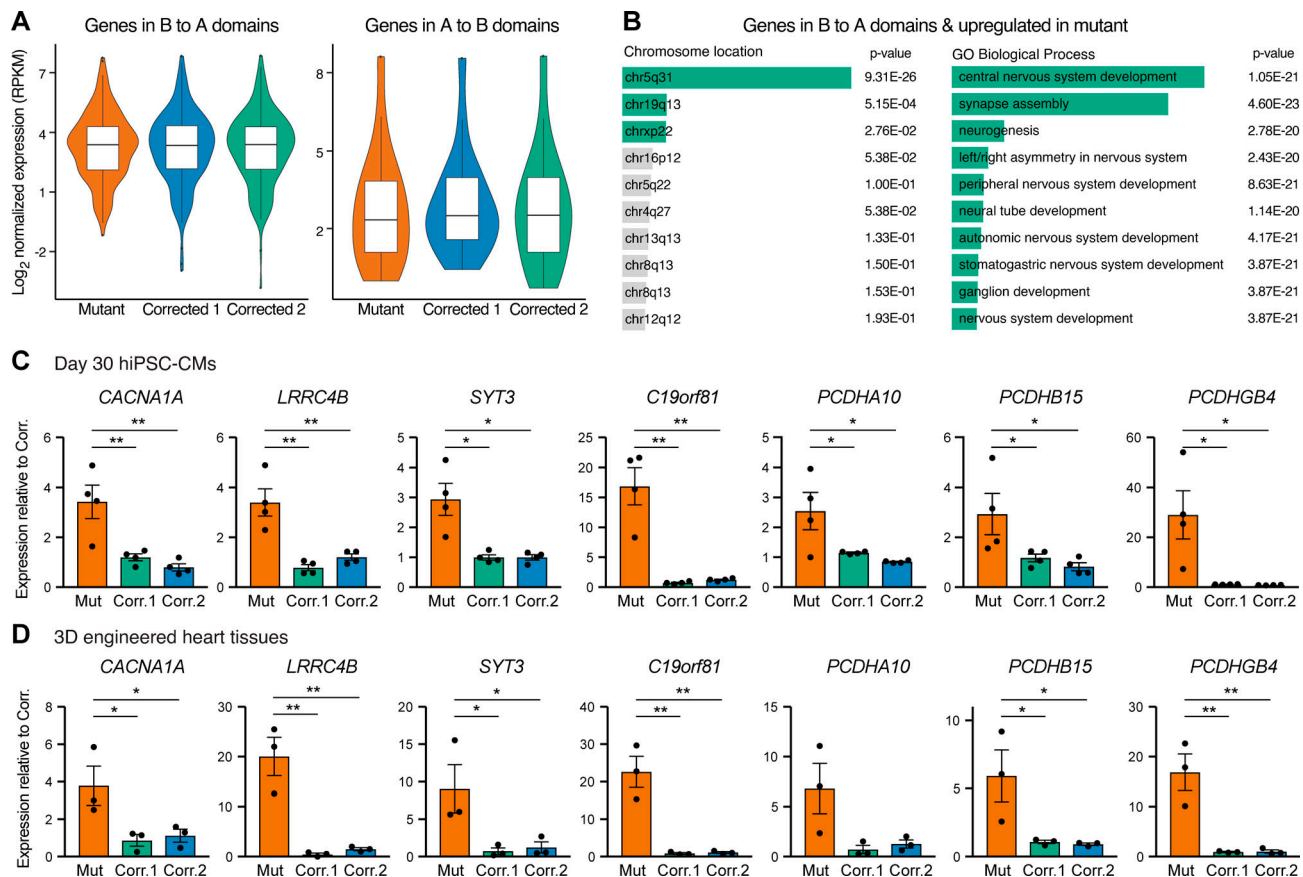 A
Genes in B to A domains
Genes in A to B domains
Log2 normalized expression (RPKM)
7
4
1
-2
Mutant
Corrected 1
Corrected 2
8
5
2
Mutant
Corrected 1
Corrected 2
B
Genes in B to A domains & upregulated in mutant
Chromosome location
p-value
chr5q31
9.31E-26
chr19q13
5.15E-04
chrxp22
2.76E-02
chr16p12
5.38E-02
chr5q22
1.00E-01
chr4q27
5.38E-02
chr13q13
1.33E-01
chr8q13
1.50E-01
chr8q13
1.53E-01
chr12q12
1.93E-01
GO Biological Process
p-value
central nervous system development
1.05E-21
synapse assembly
4.60E-23
neurogenesis
2.78E-20
left/right asymmetry in nervous system
2.43E-20
peripheral nervous system development
8.63E-21
neural tube development
1.14E-20
autonomic nervous system development
4.17E-21
stomatogastric nervous system development
3.87E-21
ganglion development
3.87E-21
nervous system development
3.87E-21
C
Day 30 hiPSC-CMs
Expression relative to Corr.
CACNA1A
**
**
6
4
2
0
Mut Corr.1 Corr.2
LRRC4B
**
**
6
4
2
0
Mut Corr.1 Corr.2
SYT3
*
*
5
4
3
2
1
0
Mut Corr.1 Corr.2
C19orf81
**
**
25
20
15
10
5
0
Mut Corr.1 Corr.2
PCDHA10
*
*
5
4
3
2
1
0
Mut Corr.1 Corr.2
PCDHB15
*
*
6
4
2
0
Mut Corr.1 Corr.2
PCDHGB4
*
*
60
40
20
0
Mut Corr.1 Corr.2
D
3D engineered heart tissues
Expression relative to Corr.
CACNA1A
*
*
8
6
4
2
0
Mut Corr.1 Corr.2
LRRC4B
**
**
30
20
10
0
Mut Corr.1 Corr.2
SYT3
*
*
20
15
10
5
0
Mut Corr.1 Corr.2
C19orf81
**
**
40
30
20
10
0
Mut Corr.1 Corr.2
PCDHA10
15
10
5
0
Mut Corr.1 Corr.2
PCDHB15
*
*
10
5
0
Mut Corr.1 Corr.2
PCDHGB4
**
**
30
20
10
0
Mut Corr.1 Corr.2